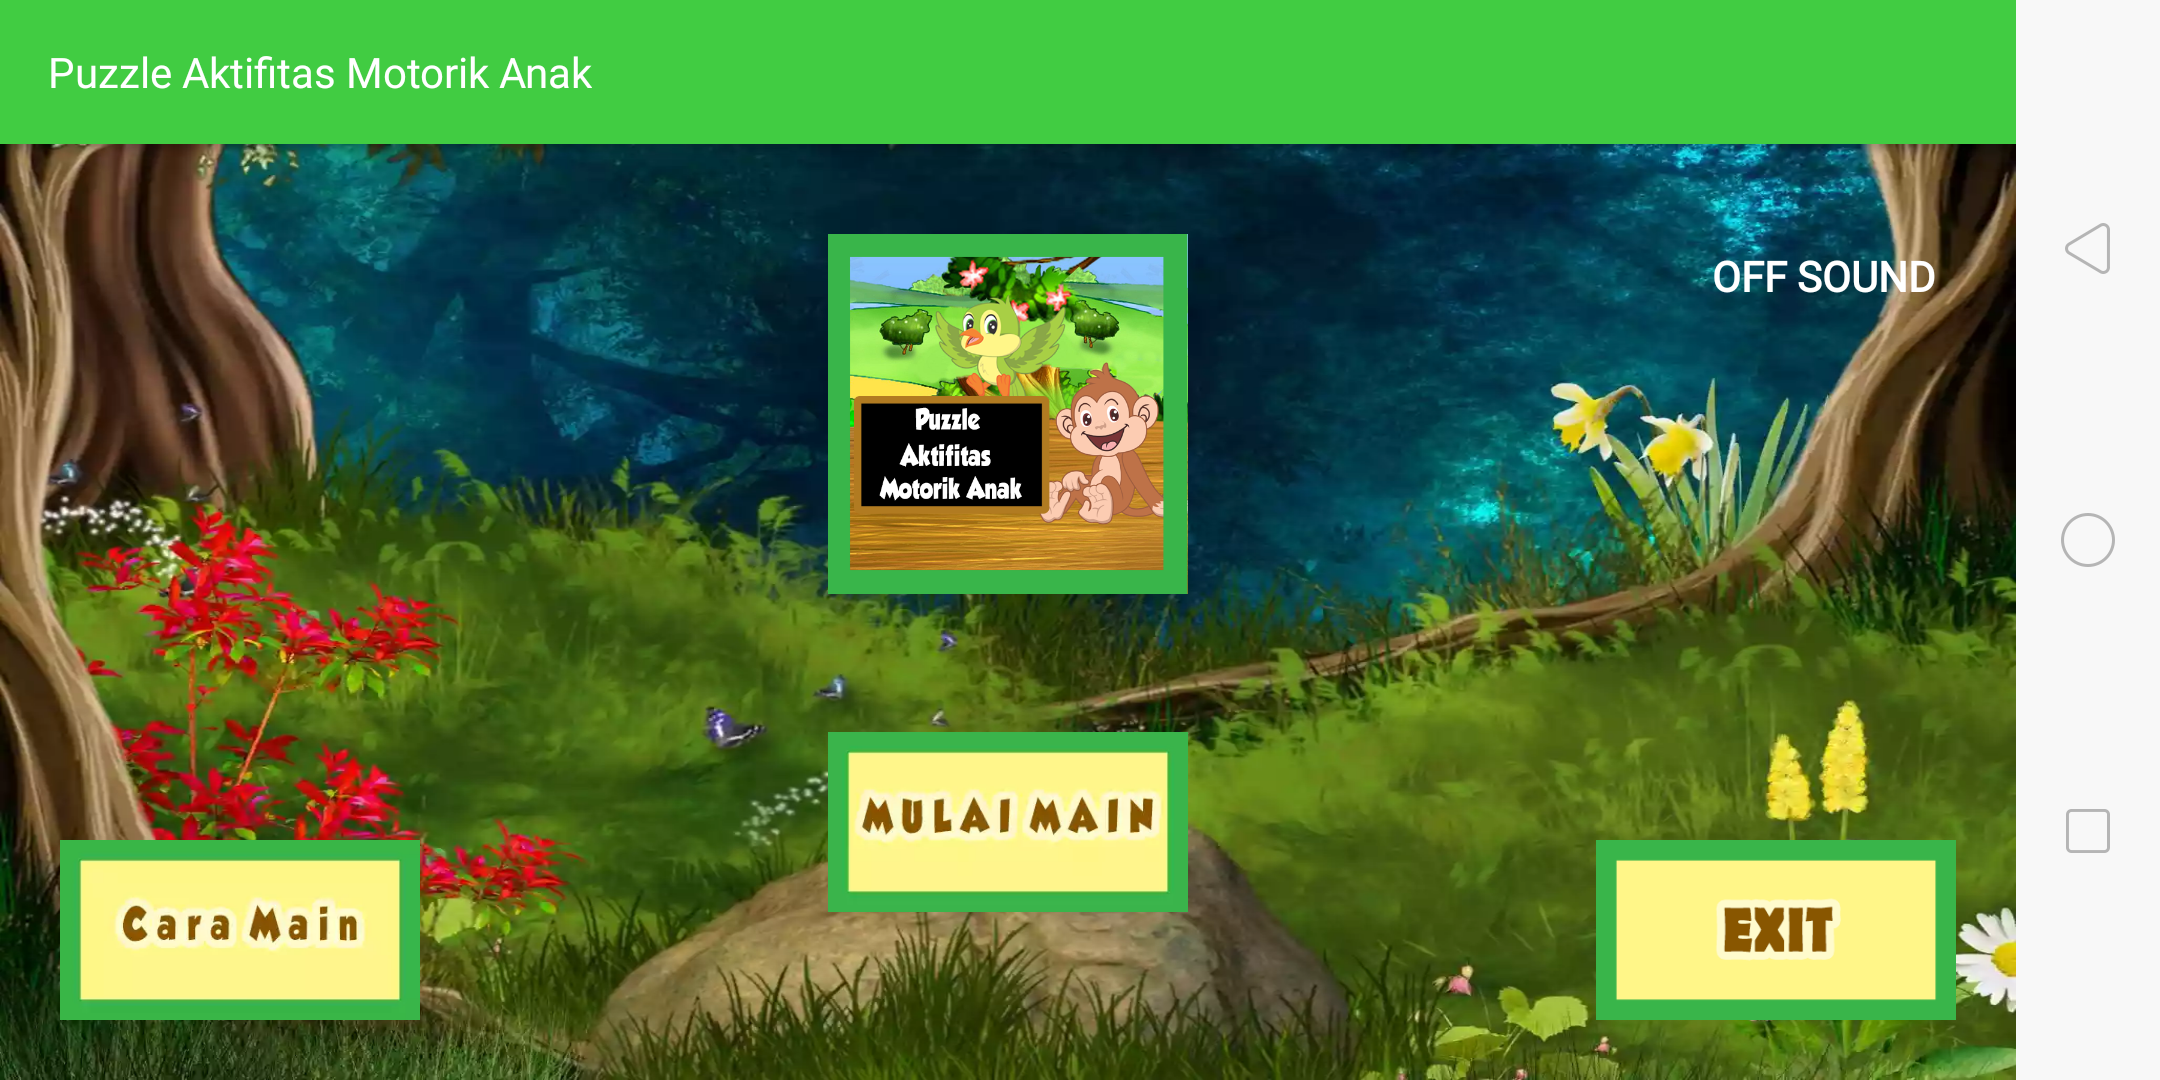 Puzzle Aktifitas Motorik Anak
OFF SOUND
Puzzle
Aktifitas
Motorik Anak
MULAI MAIN
Cara Main
EXIT